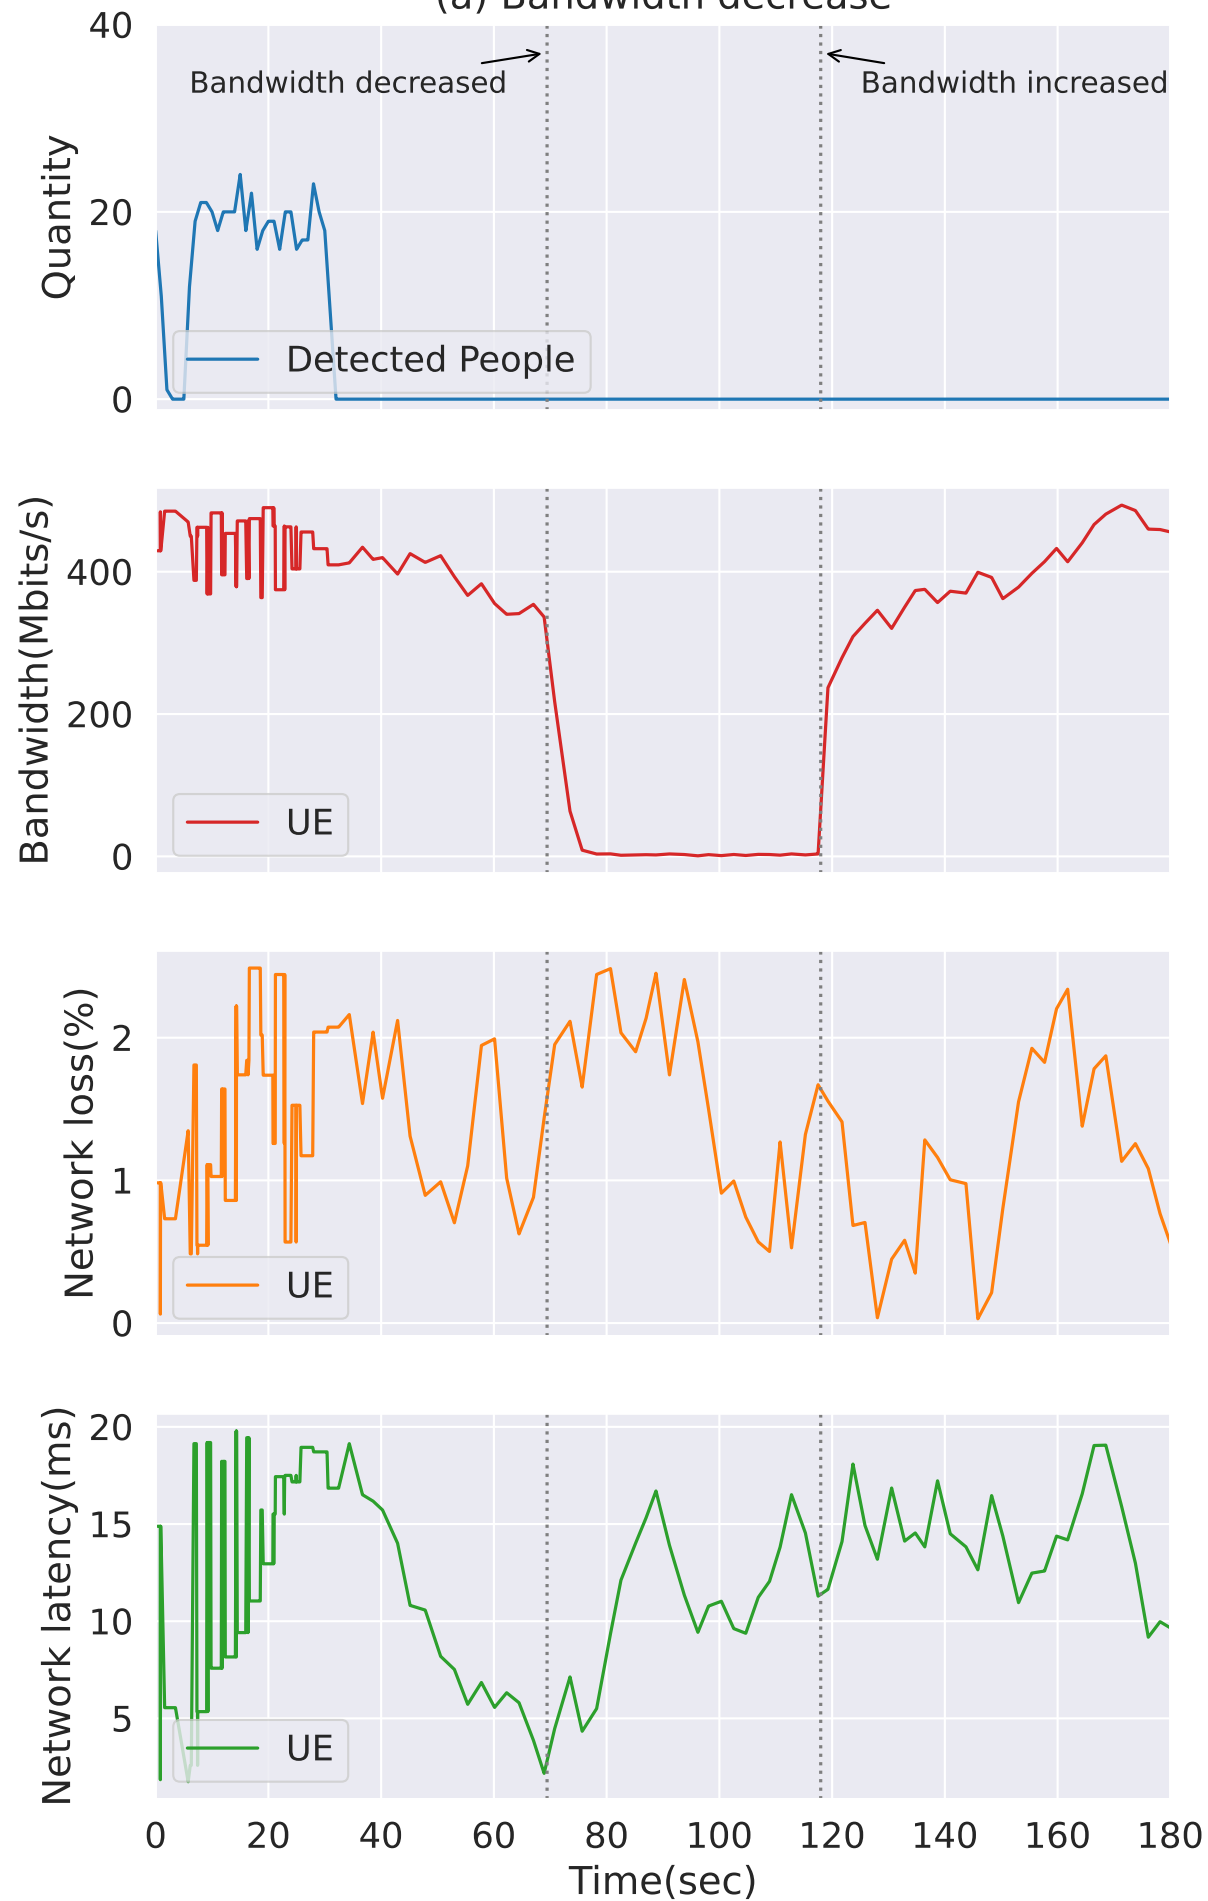 (a) Bandwidth decrease
40
Bandwidth decreased
Bandwidth increased
Quantity
20
Detected People
0
Bandwidth(Mbits/s)
400
200
UE
0
Network loss(%)
2
1
UE
0
Network latency(ms)
20
15
10
5
UE
0 20 40 60 80 100 120 140 160 180
Time(sec)